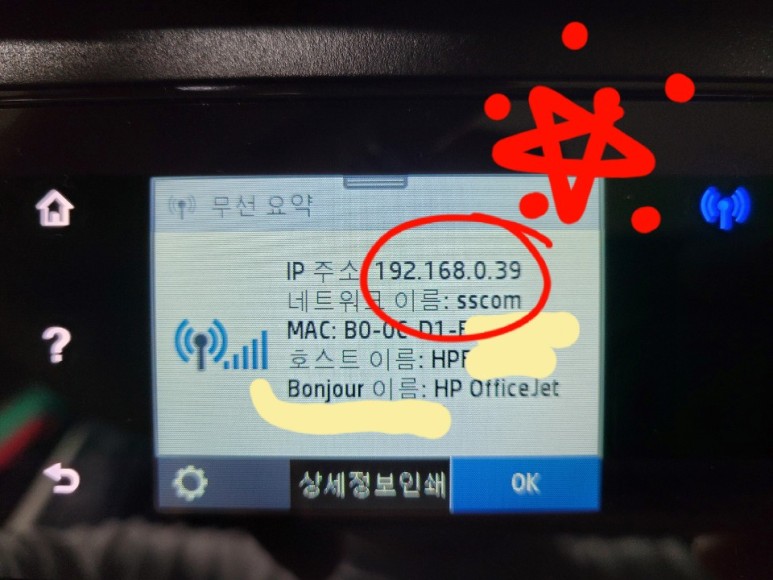 무선 요약
IP 주소: 192.168.0.39
네트워크 이름: sscom
MAC: B0-0C-D1-
호스트 이름: HP
Bonjour 이름: HP OfficeJet
?
상세정보인쇄
OK